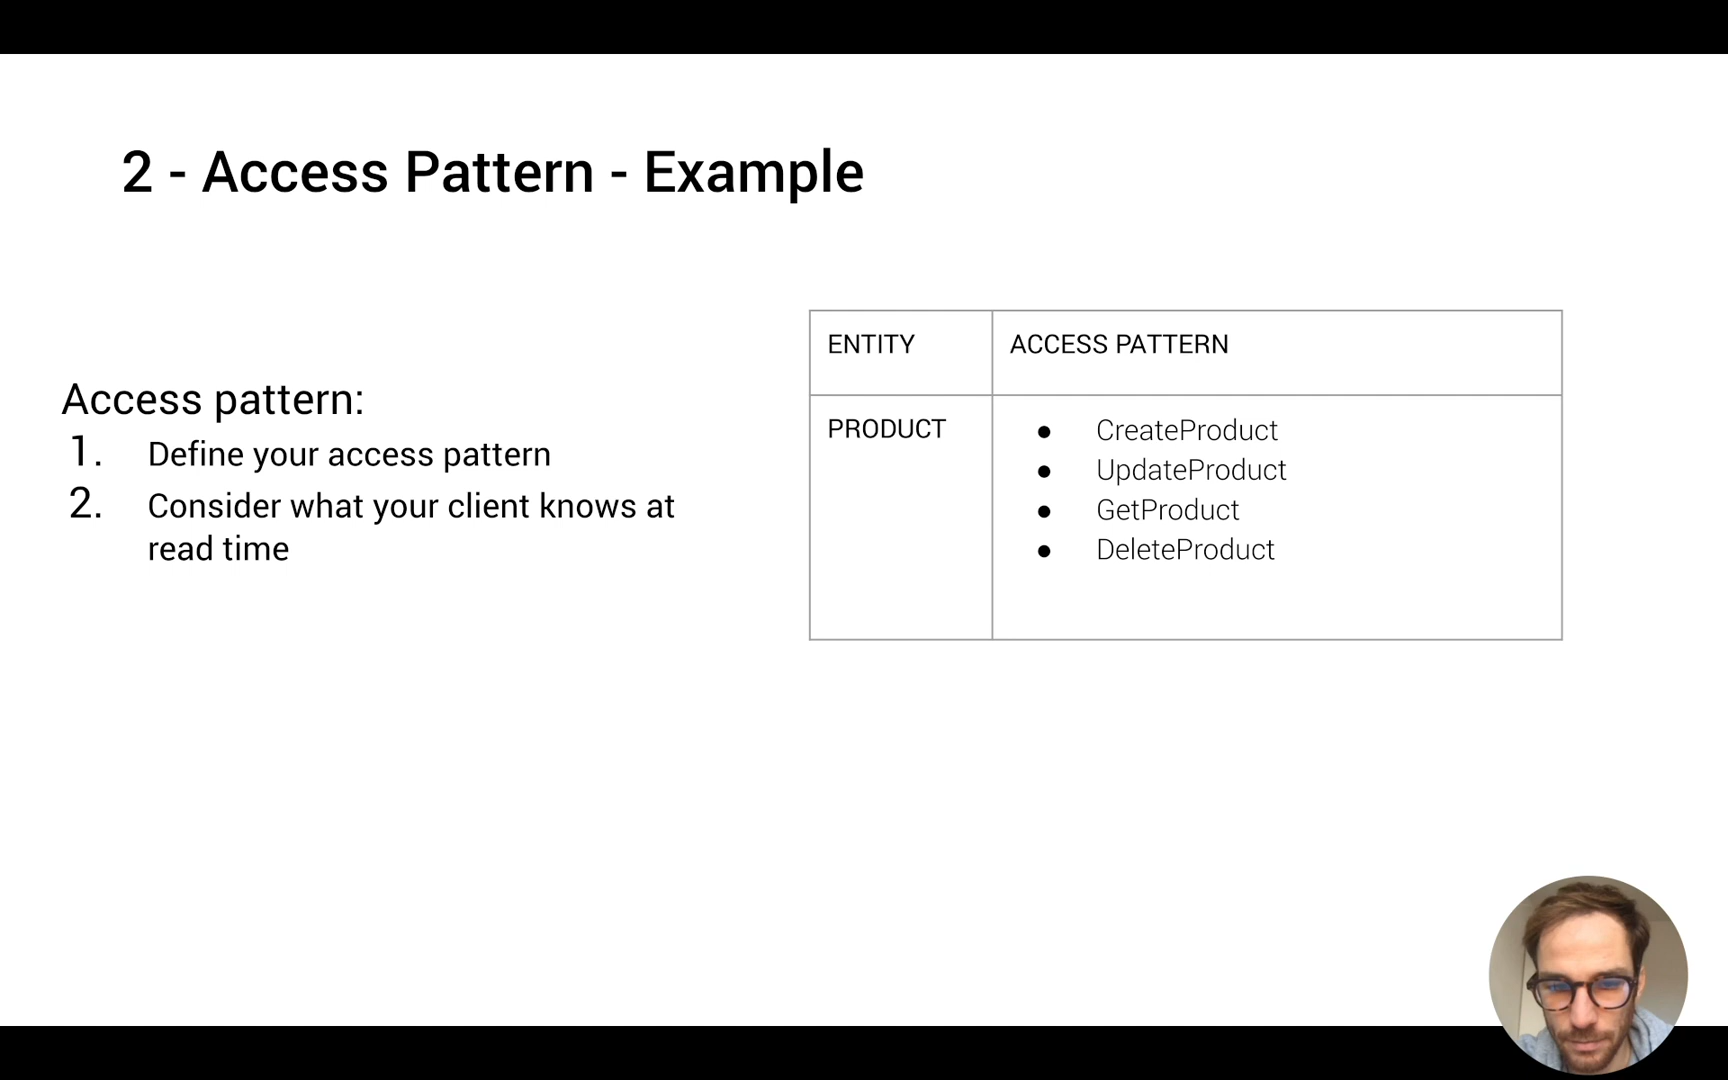 2 - Access Pattern - Example
Access pattern:
1. Define your access pattern
2. Consider what your client knows at
read time
ENTITY ACCESS PATTERN
PRODUCT
● CreateProduct
● UpdateProduct
● GetProduct
● DeleteProduct